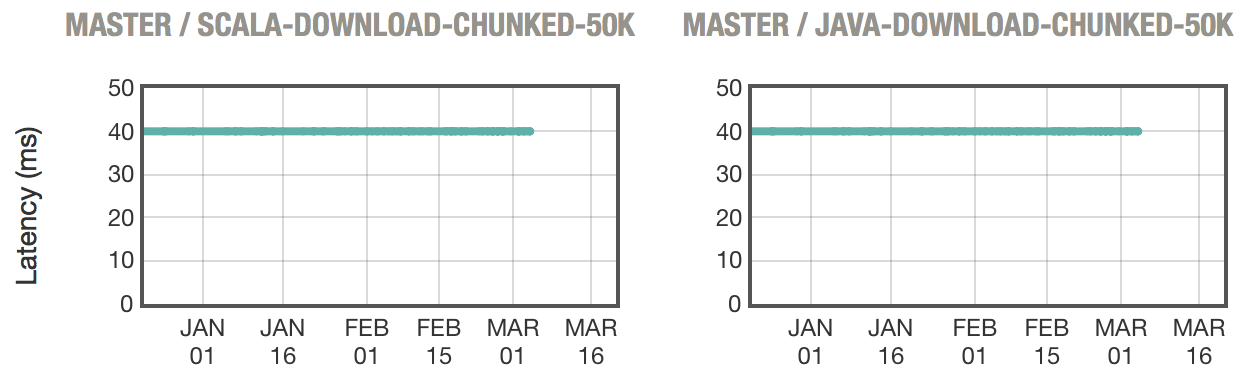 MASTER / SCALA-DOWNLOAD-CHUNKED-50K
Latency (ms)
50
40
30
20
10
0
JAN 01
JAN 16
FEB 01
FEB 15
MAR 01
MAR 16
MASTER / JAVA-DOWNLOAD-CHUNKED-50K
50
40
30
20
10
0
JAN 01
JAN 16
FEB 01
FEB 15
MAR 01
MAR 16